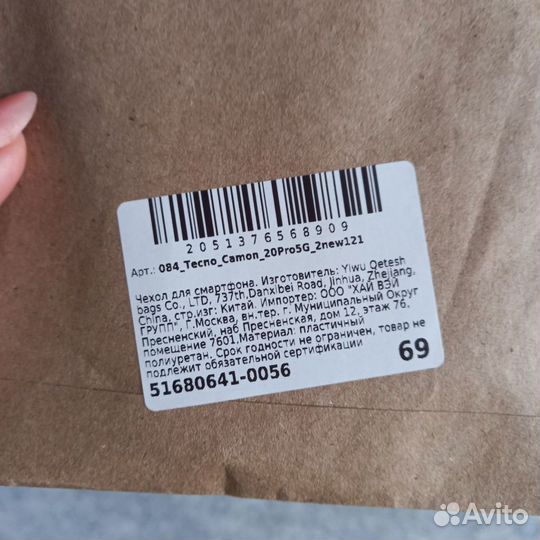 2051376568909
Арт.: 084_Tecno_Camon_20Pro5G_2new121
Чехол для смартфона. Изготовитель: Yiwu Qetesh
bags Co., LTD, 737th,Danxibei Road, Jinhua, Zhejiang,
China, стр.изг: Китай. Импортер: ООО "ХАЙ ВЭЙ
ГРУПП", Г.Москва, вн.тер. г. Муниципальный Округ
Пресненский, наб Пресненская, дом 12, этаж 76,
помещение 7601,Материал: пластичный
полиуретан, Срок годности не ограничен, товар не
подлежит обязательной сертификации
51680641-0056
69
Avito